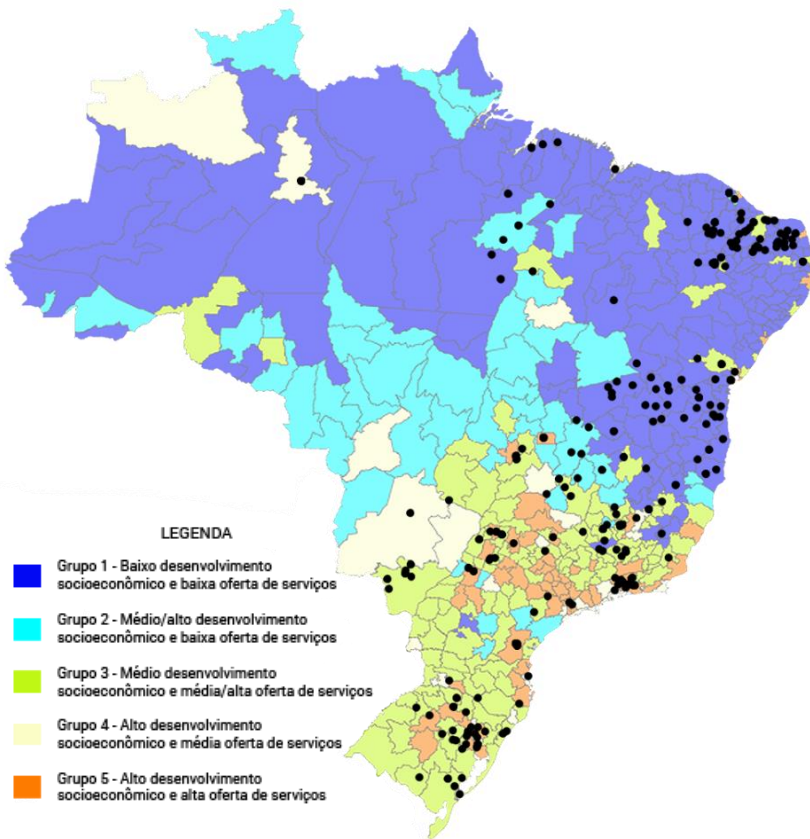 LEGENDA
Grupo 1 - Baixo desenvolvimento
socioeconômico e baixa oferta de serviços
Grupo 2 - Médio/alto desenvolvimento
socioeconômico e baixa oferta de serviços
Grupo 3 - Médio desenvolvimento
socioeconômico e média/alta oferta de serviços
Grupo 4 - Alto desenvolvimento
socioeconômico e média oferta de serviços
Grupo 5 - Alto desenvolvimento
socioeconômico e alta oferta de serviços